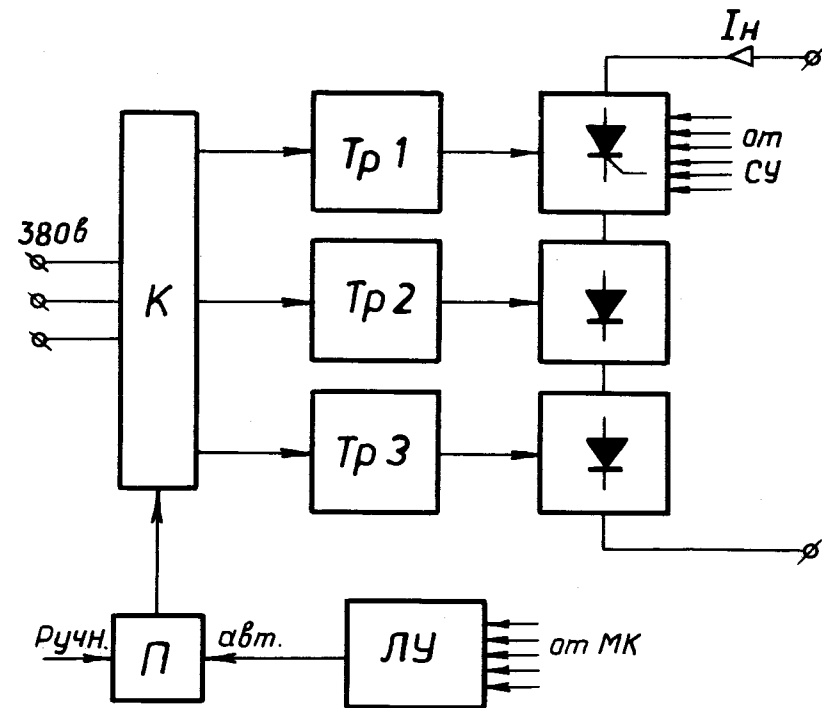 Iн
Тр 1
от
СУ
380в
К
Тр 2
Тр 3
Ручн.
П
авт.
ЛУ
от МК